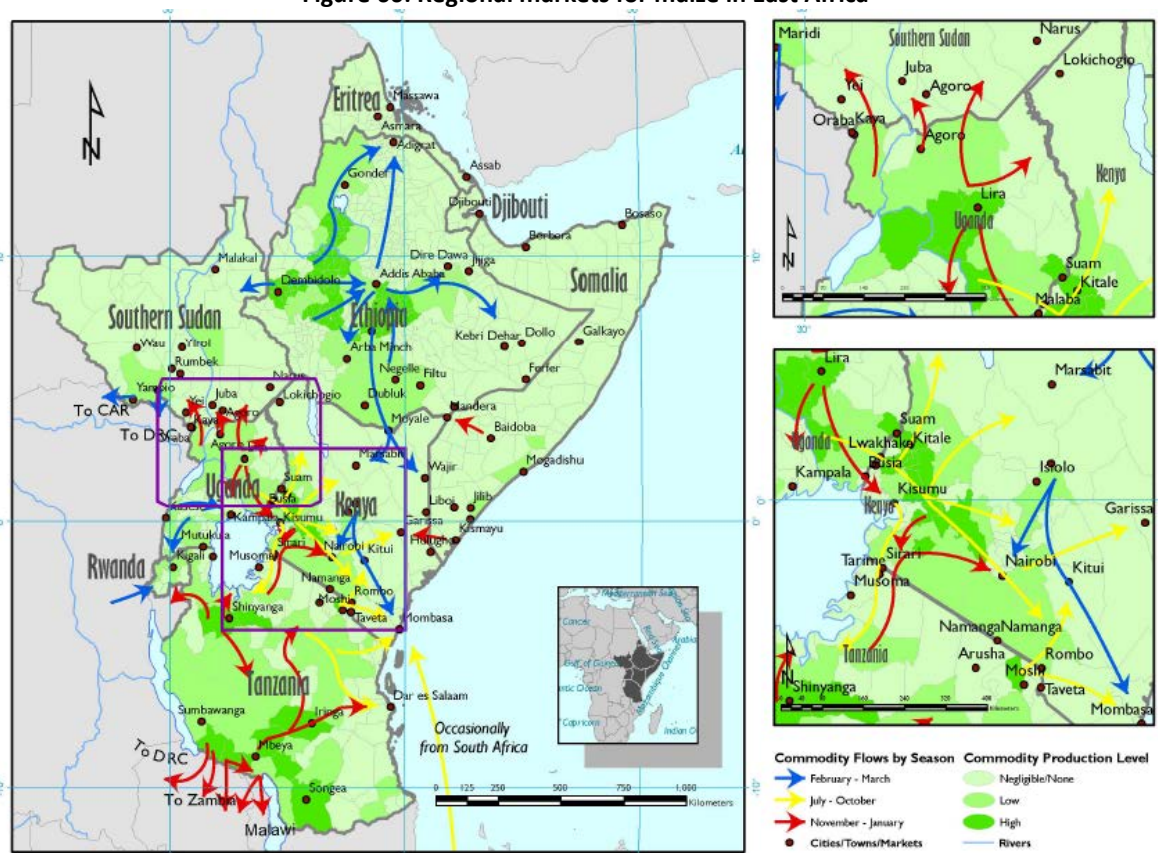 Figure 60: Regional markets for maize in East Africa
Eritrea
Massawa
Asmara
Adigrat
Gonder
Assab
Djibouti
Djibouti
Bosaso
Berbera
Dire Dawa
Jijiga
Addis Ababa
Somalia
Malakal
Dembidolo
Ethiopia
Southern Sudan
Wau
Yirol
Rumbek
Arba Minch
Kebri Dehar
Dollo
Galkayo
Negelle
Filtu
Ferfer
Dubluk
Narus
Lokichogio
Yambio
Juba
Yei
Agoro
Kaya
To CAR
To DRC
Moyale
Mandera
Baidoba
Marsabit
Wajir
Mogadishu
Uganda
Suam
Busia
Kenya
Liboi
Jilib
Kampala
Kisumu
Garissa
Kismayu
Mutukula
Kigali
Musoma
Sirari
Nairobi
Kitui
Rwanda
Namanga
Rombo
Moshi
Taveta
Shinyanga
Mombasa
Tanzania
Dar es Salaam
Sumbawanga
Iringa
Mbeya
To DRC
To Zambia
Songea
Malawi
Occasionally
from South Africa
0 125 250 500 750 1,000
Kilometers
N
10°
0°
Maridi
Southern Sudan
Narus
Juba
Lokichogio
Yei
Agoro
Oraba
Kaya
Agoro
Kenya
Lira
Uganda
Suam
Kitale
Malaba
N
30°
10°
Lira
Marsabit
Uganda
Suam
Lwakhaka
Kitale
Kampala
Busia
Isiolo
Kisumu
Kenya
Garissa
Tarime
Sirari
Nairobi
Kitui
Musoma
Namanga
Namanga
Tanzania
Arusha
Rombo
Moshi
Taveta
Shinyanga
Mombasa
N
0°
10°
Commodity Flows by Season
February - March
July - October
November - January
Cities/Towns/Markets
Commodity Production Level
Negligible/None
Low
High
Rivers